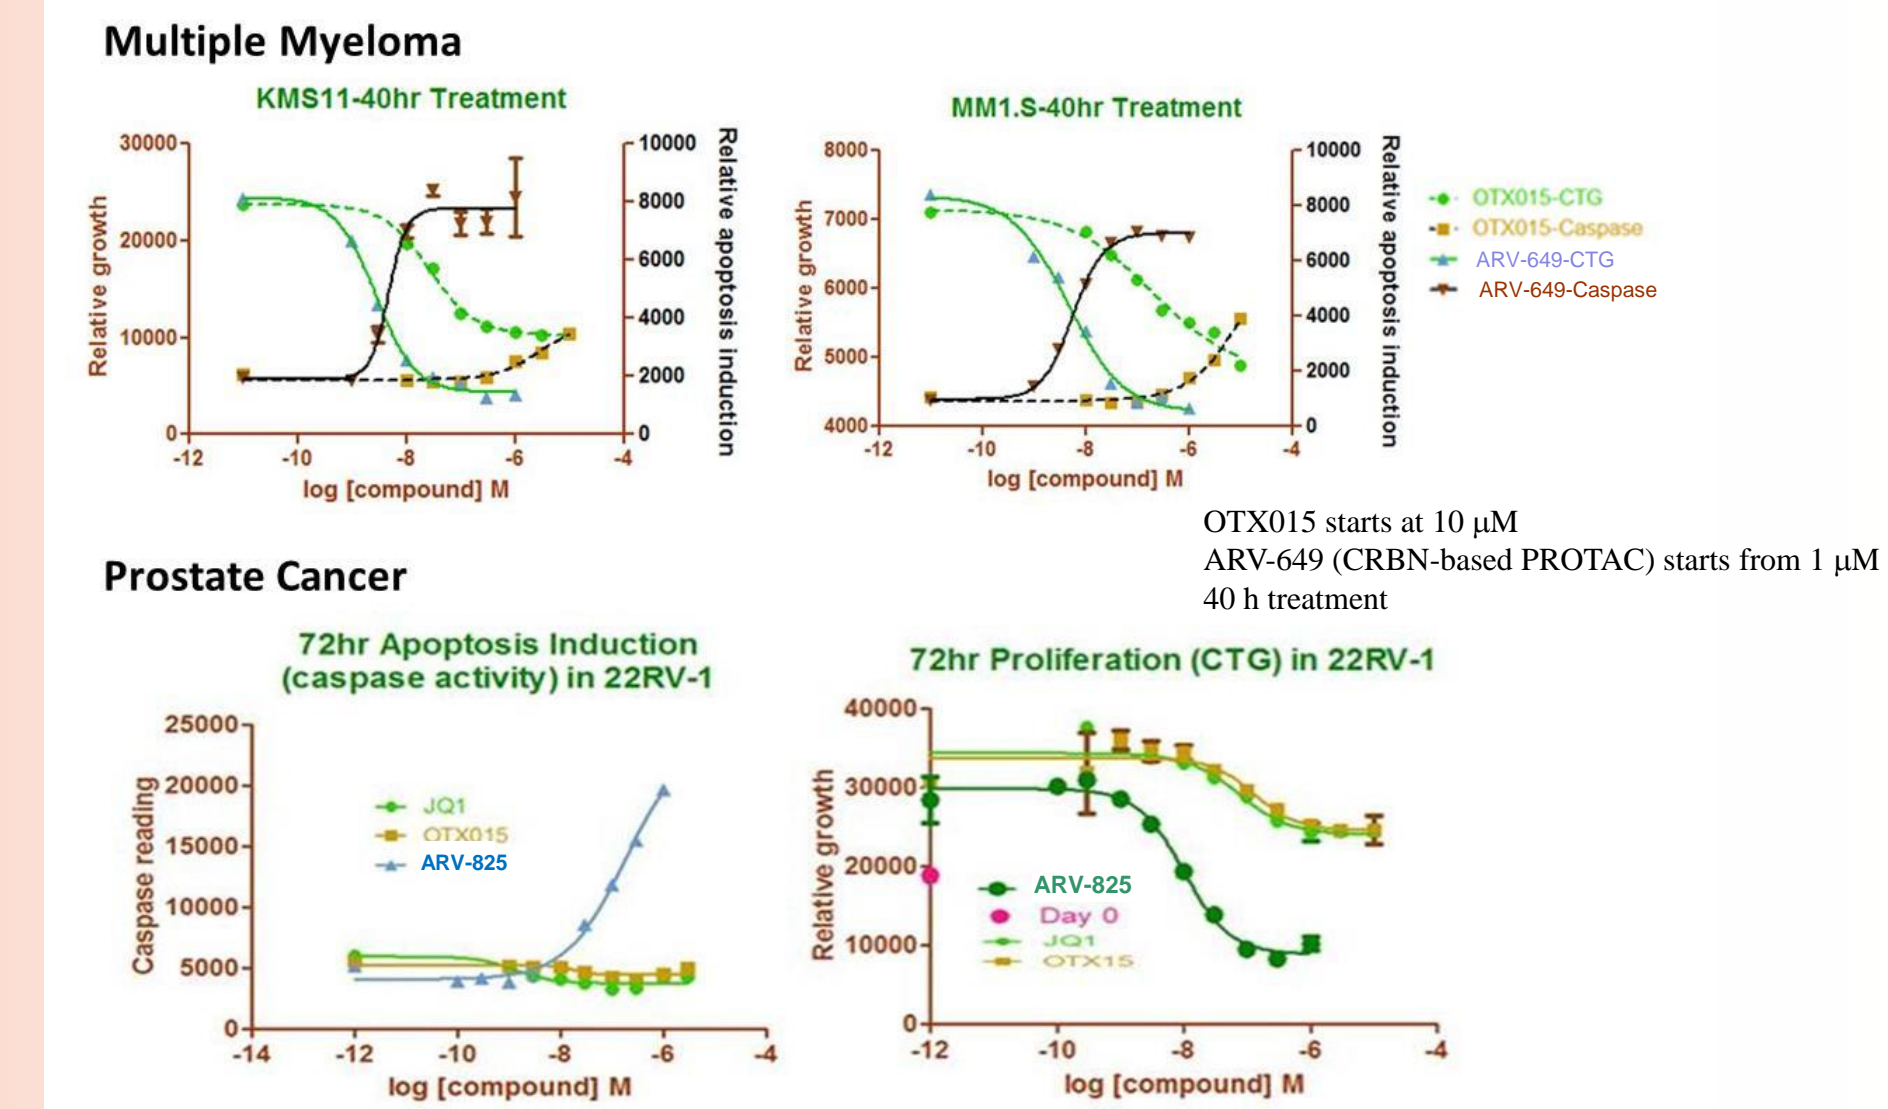 Multiple Myeloma
KMS11-40hr Treatment
30000
20000
10000
0
Relative growth
10000
8000
6000
4000
2000
0
Relative apoptosis induction
-12
-10
-8
-6
-4
log [compound] M
MM1.S-40hr Treatment
8000
7000
6000
5000
4000
Relative growth
10000
8000
6000
4000
2000
0
Relative apoptosis induction
-12
-10
-8
-6
-4
log [compound] M
OTX015-CTG
OTX015-Caspase
ARV-649-CTG
ARV-649-Caspase
OTX015 starts at 10 μM
ARV-649 (CRBN-based PROTAC) starts from 1 μM
40 h treatment
Prostate Cancer
72hr Apoptosis Induction
(caspase activity) in 22RV-1
25000
20000
15000
10000
5000
0
Caspase reading
JQ1
OTX015
ARV-825
-14
-12
-10
-8
-6
-4
log [compound] M
72hr Proliferation (CTG) in 22RV-1
40000
30000
20000
10000
0
Relative growth
ARV-825
Day 0
JQ1
OTX15
-12
-10
-8
-6
-4
log [compound] M